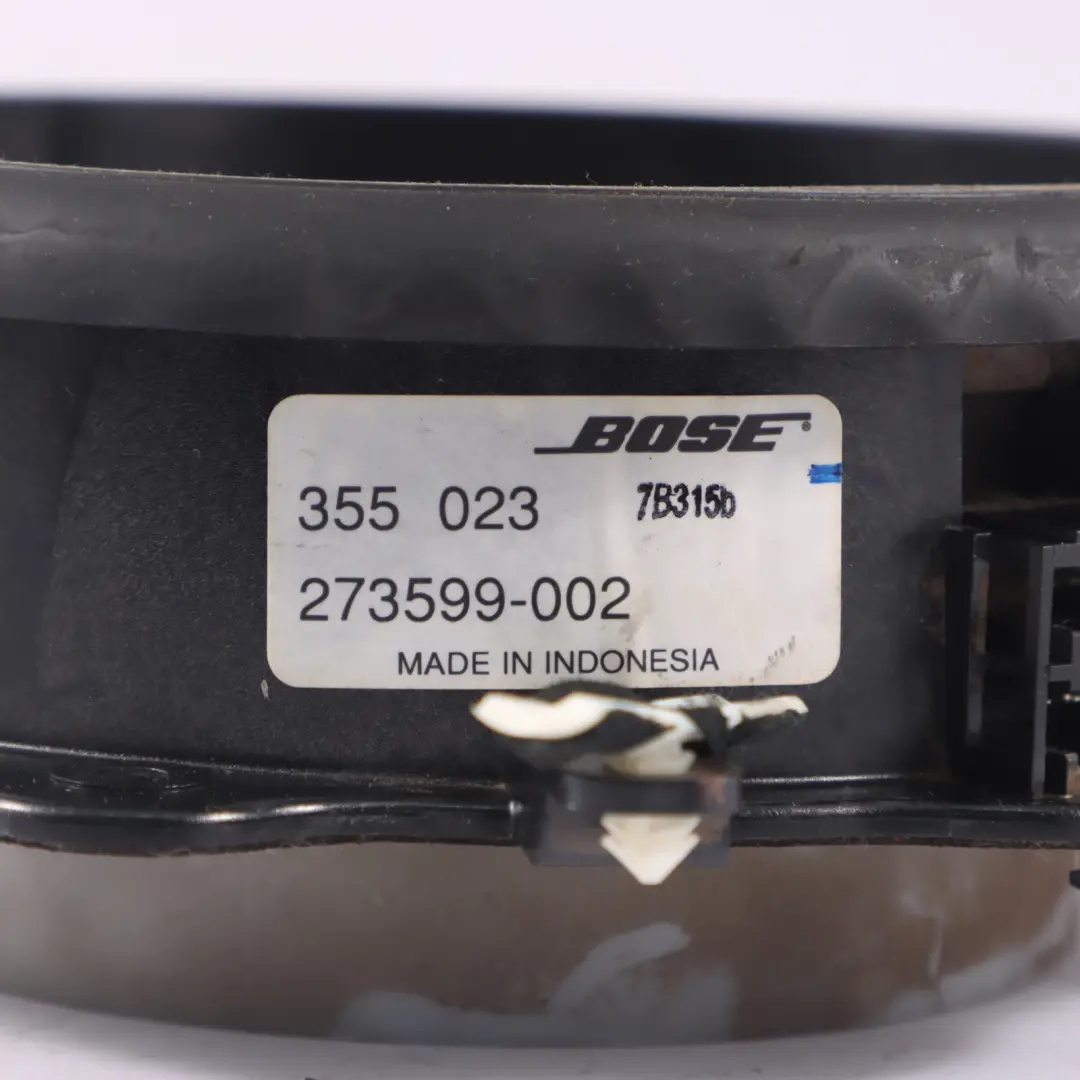 BOSE®
355 023 7B315b
273599-002
MADE IN INDONESIA